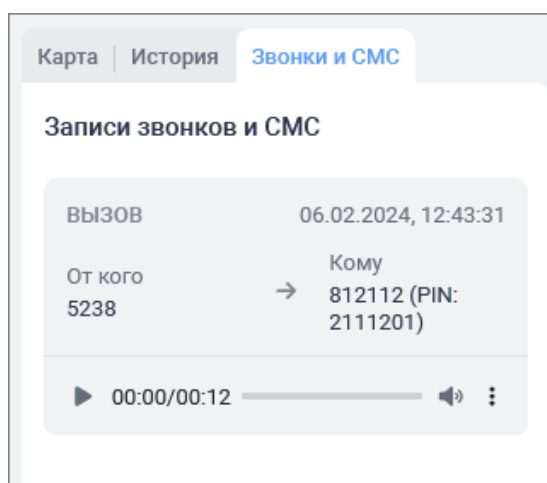 Карта История Звонки и СМС
Записи звонков и СМС
ВЫЗОВ 06.02.2024, 12:43:31
От кого
5238
Кому
812112 (PIN:
2111201)
00:00/00:12